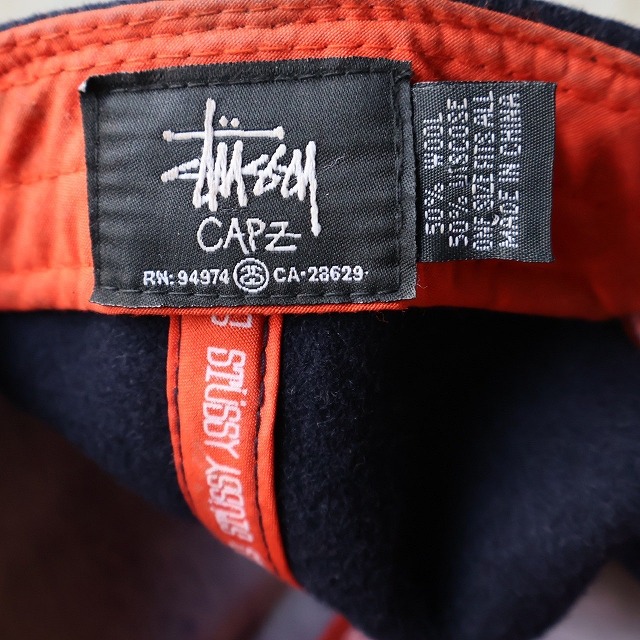 STÜSSY
CAPZ
RN: 94974 SS CA-28629
50% WOOL
50% VISCOSE
ONE SIZE FITS ALL
MADE IN CHINA
STÜSSY STÜSSY